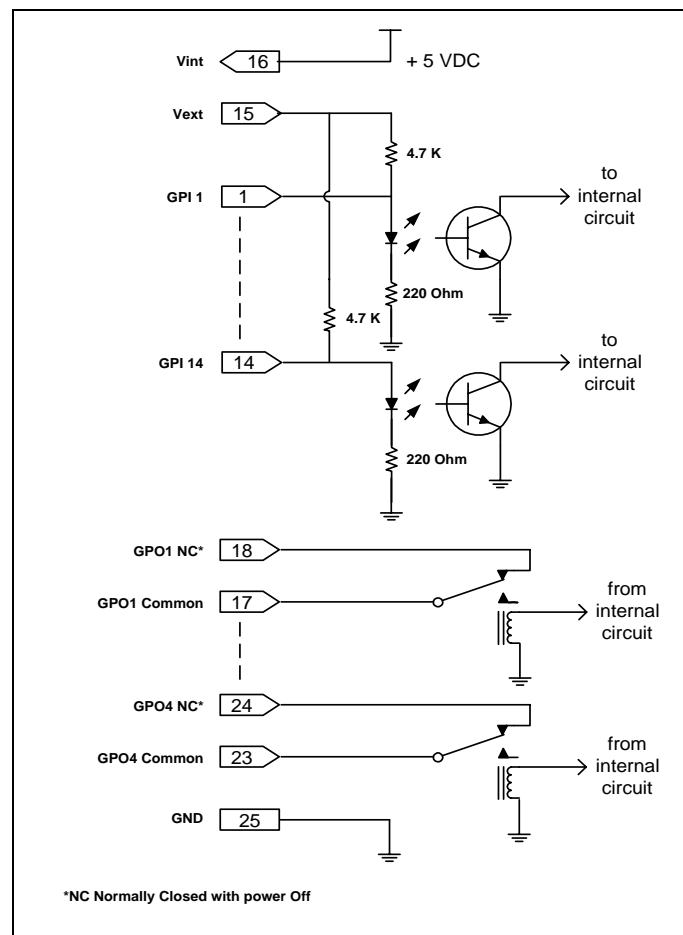 Vint 16 + 5 VDC
Vext 15
4.7 K
GPI 1 1
to
internal
circuit
220 Ohm
4.7 K
GPI 14 14
to
internal
circuit
220 Ohm
GPO1 NC* 18
GPO1 Common 17
from
internal
circuit
GPO4 NC* 24
GPO4 Common 23
from
internal
circuit
GND 25
*NC Normally Closed with power Off